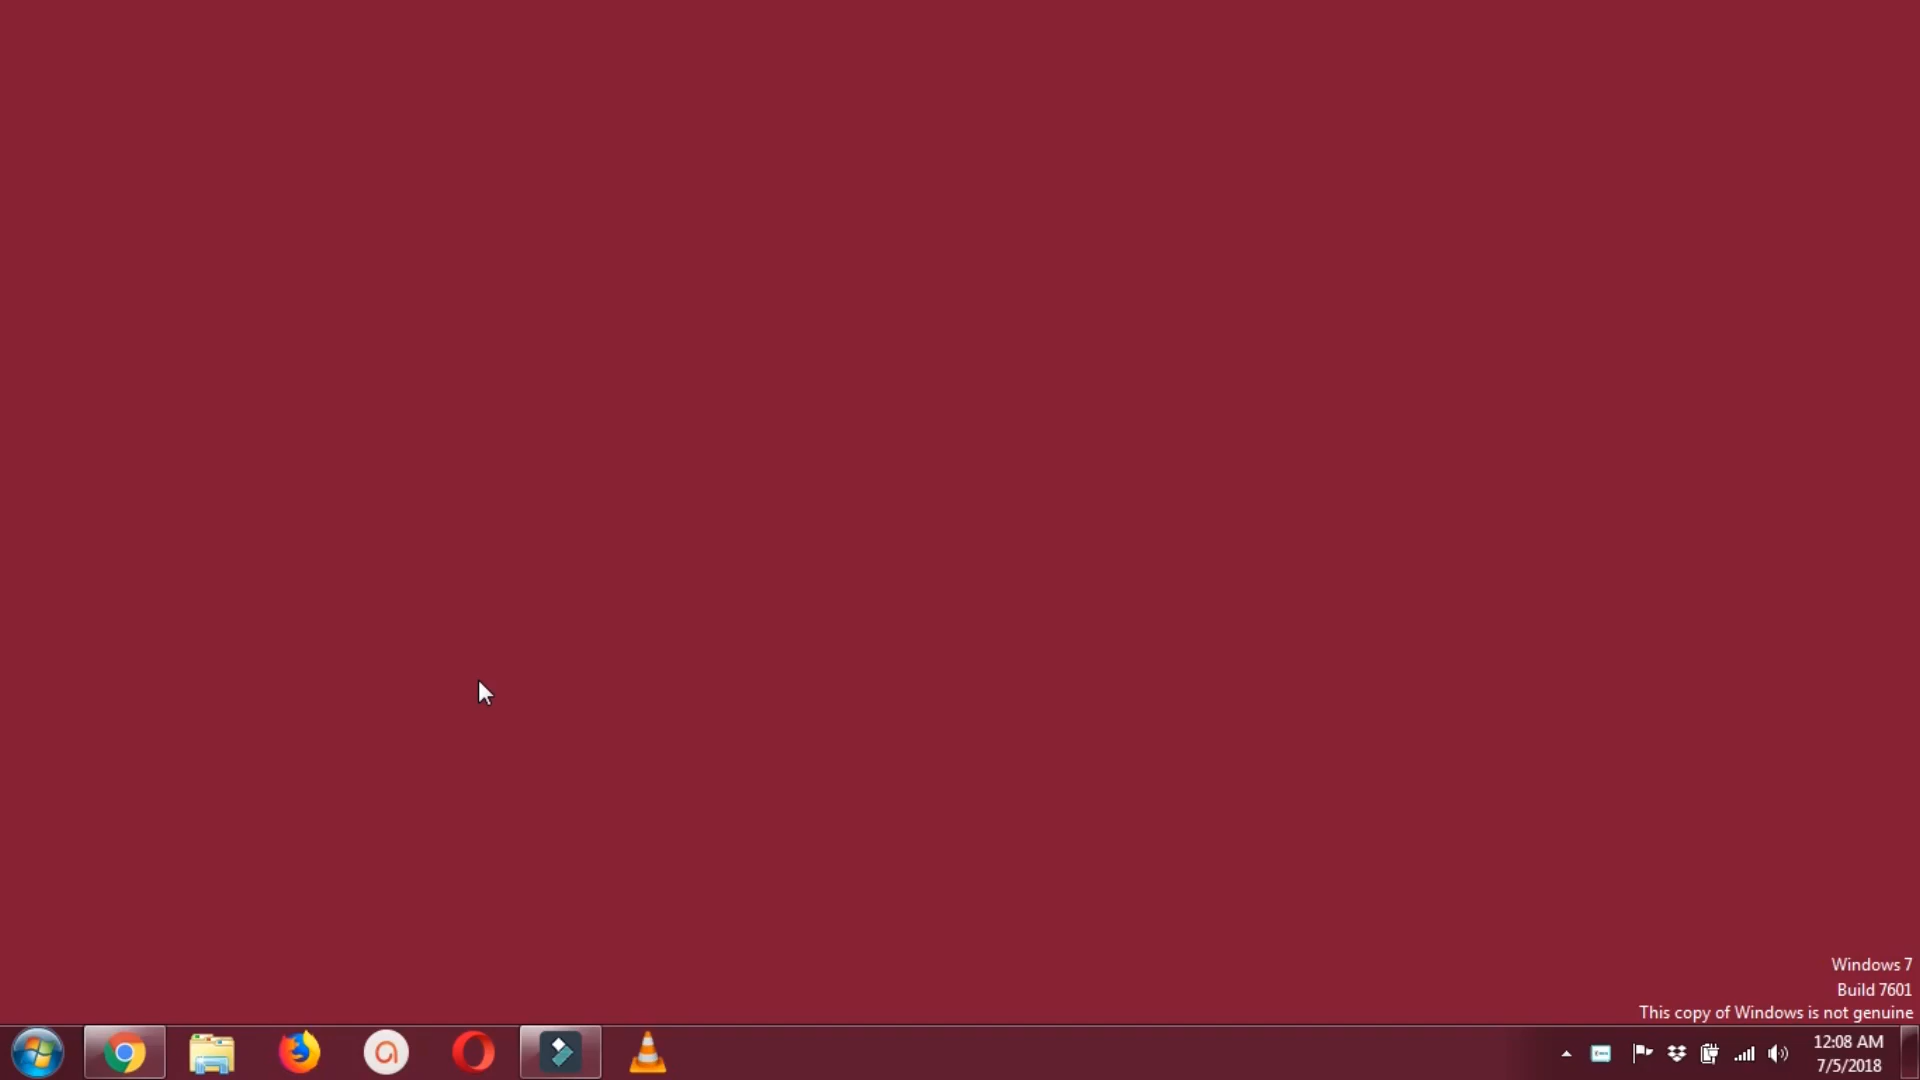 Windows 7
Build 7601
This copy of Windows is not genuine
12:08 AM
7/5/2018